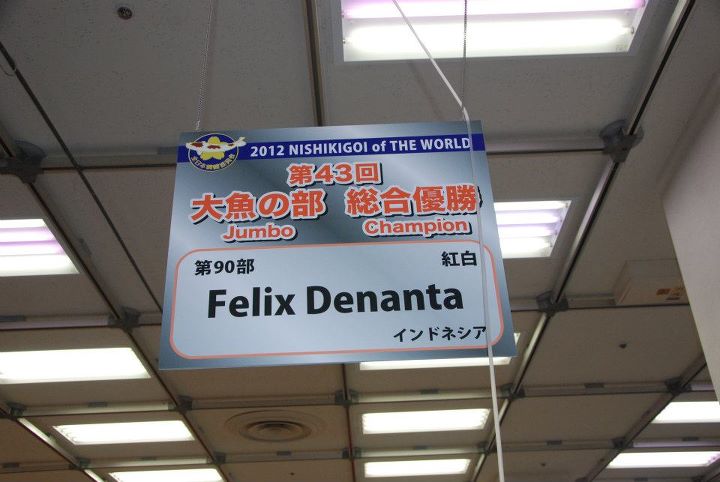 2012 NISHIKIGOI of THE WORLD
第43回
大魚の部 総合優勝
Jumbo Champion
第90部 紅白
Felix Denanta
インドネシア